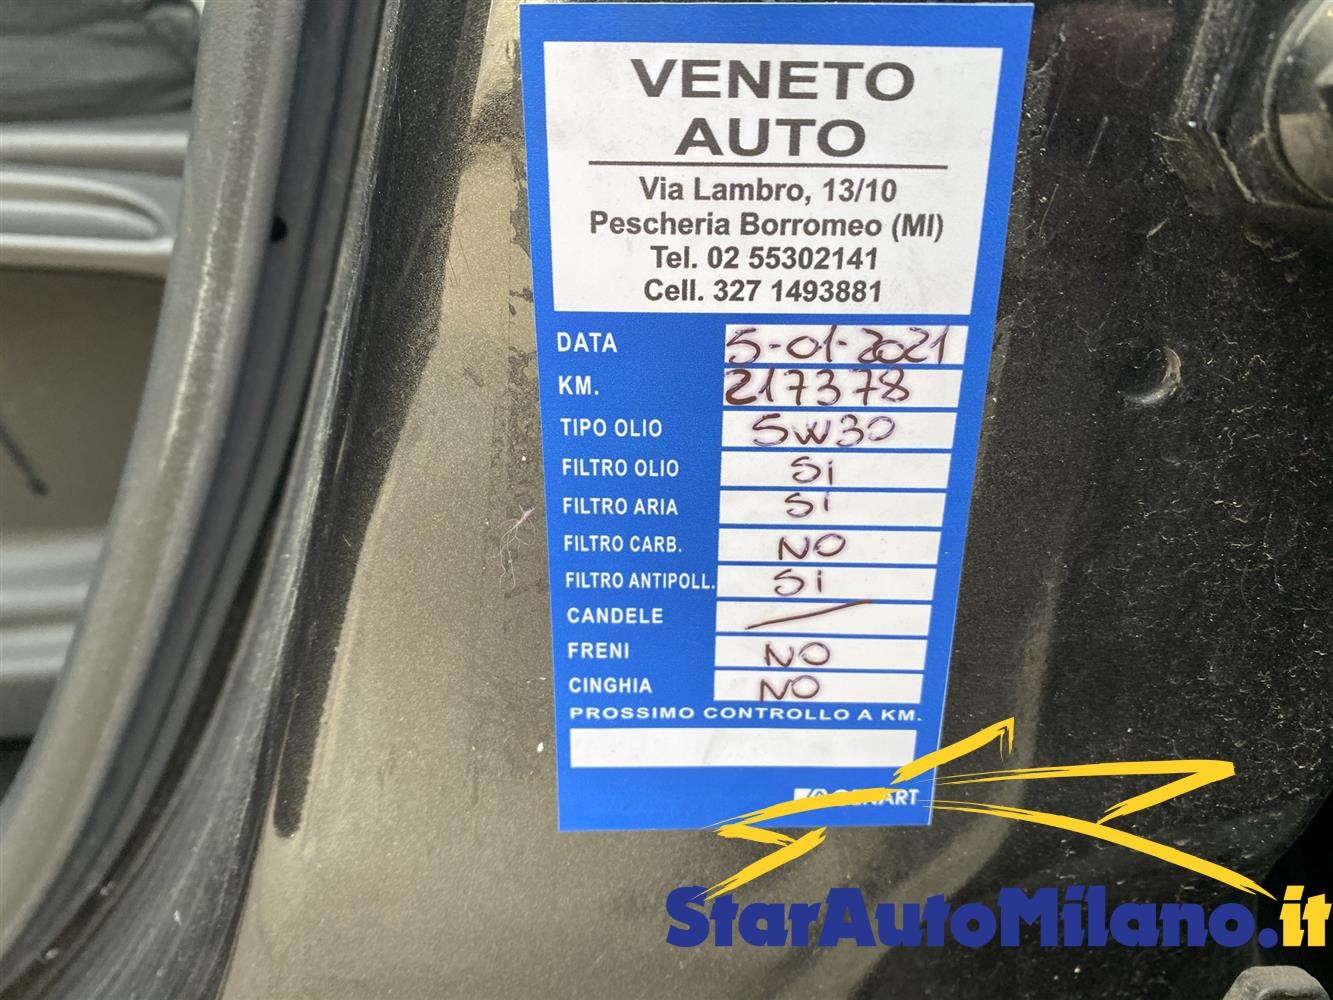 VENETO
AUTO
Via Lambro, 13/10
Pescheria Borromeo (MI)
Tel. 02 55302141
Cell. 327 1493881
DATA 5-01-2021
KM. 217378
TIPO OLIO 5W30
FILTRO OLIO Si
FILTRO ARIA Si
FILTRO CARB. NO
FILTRO ANTIPOLL. Si
CANDELE /
FRENI NO
CINGHIA NO
PROSSIMO CONTROLLO A KM.
StarAutoMilano.it